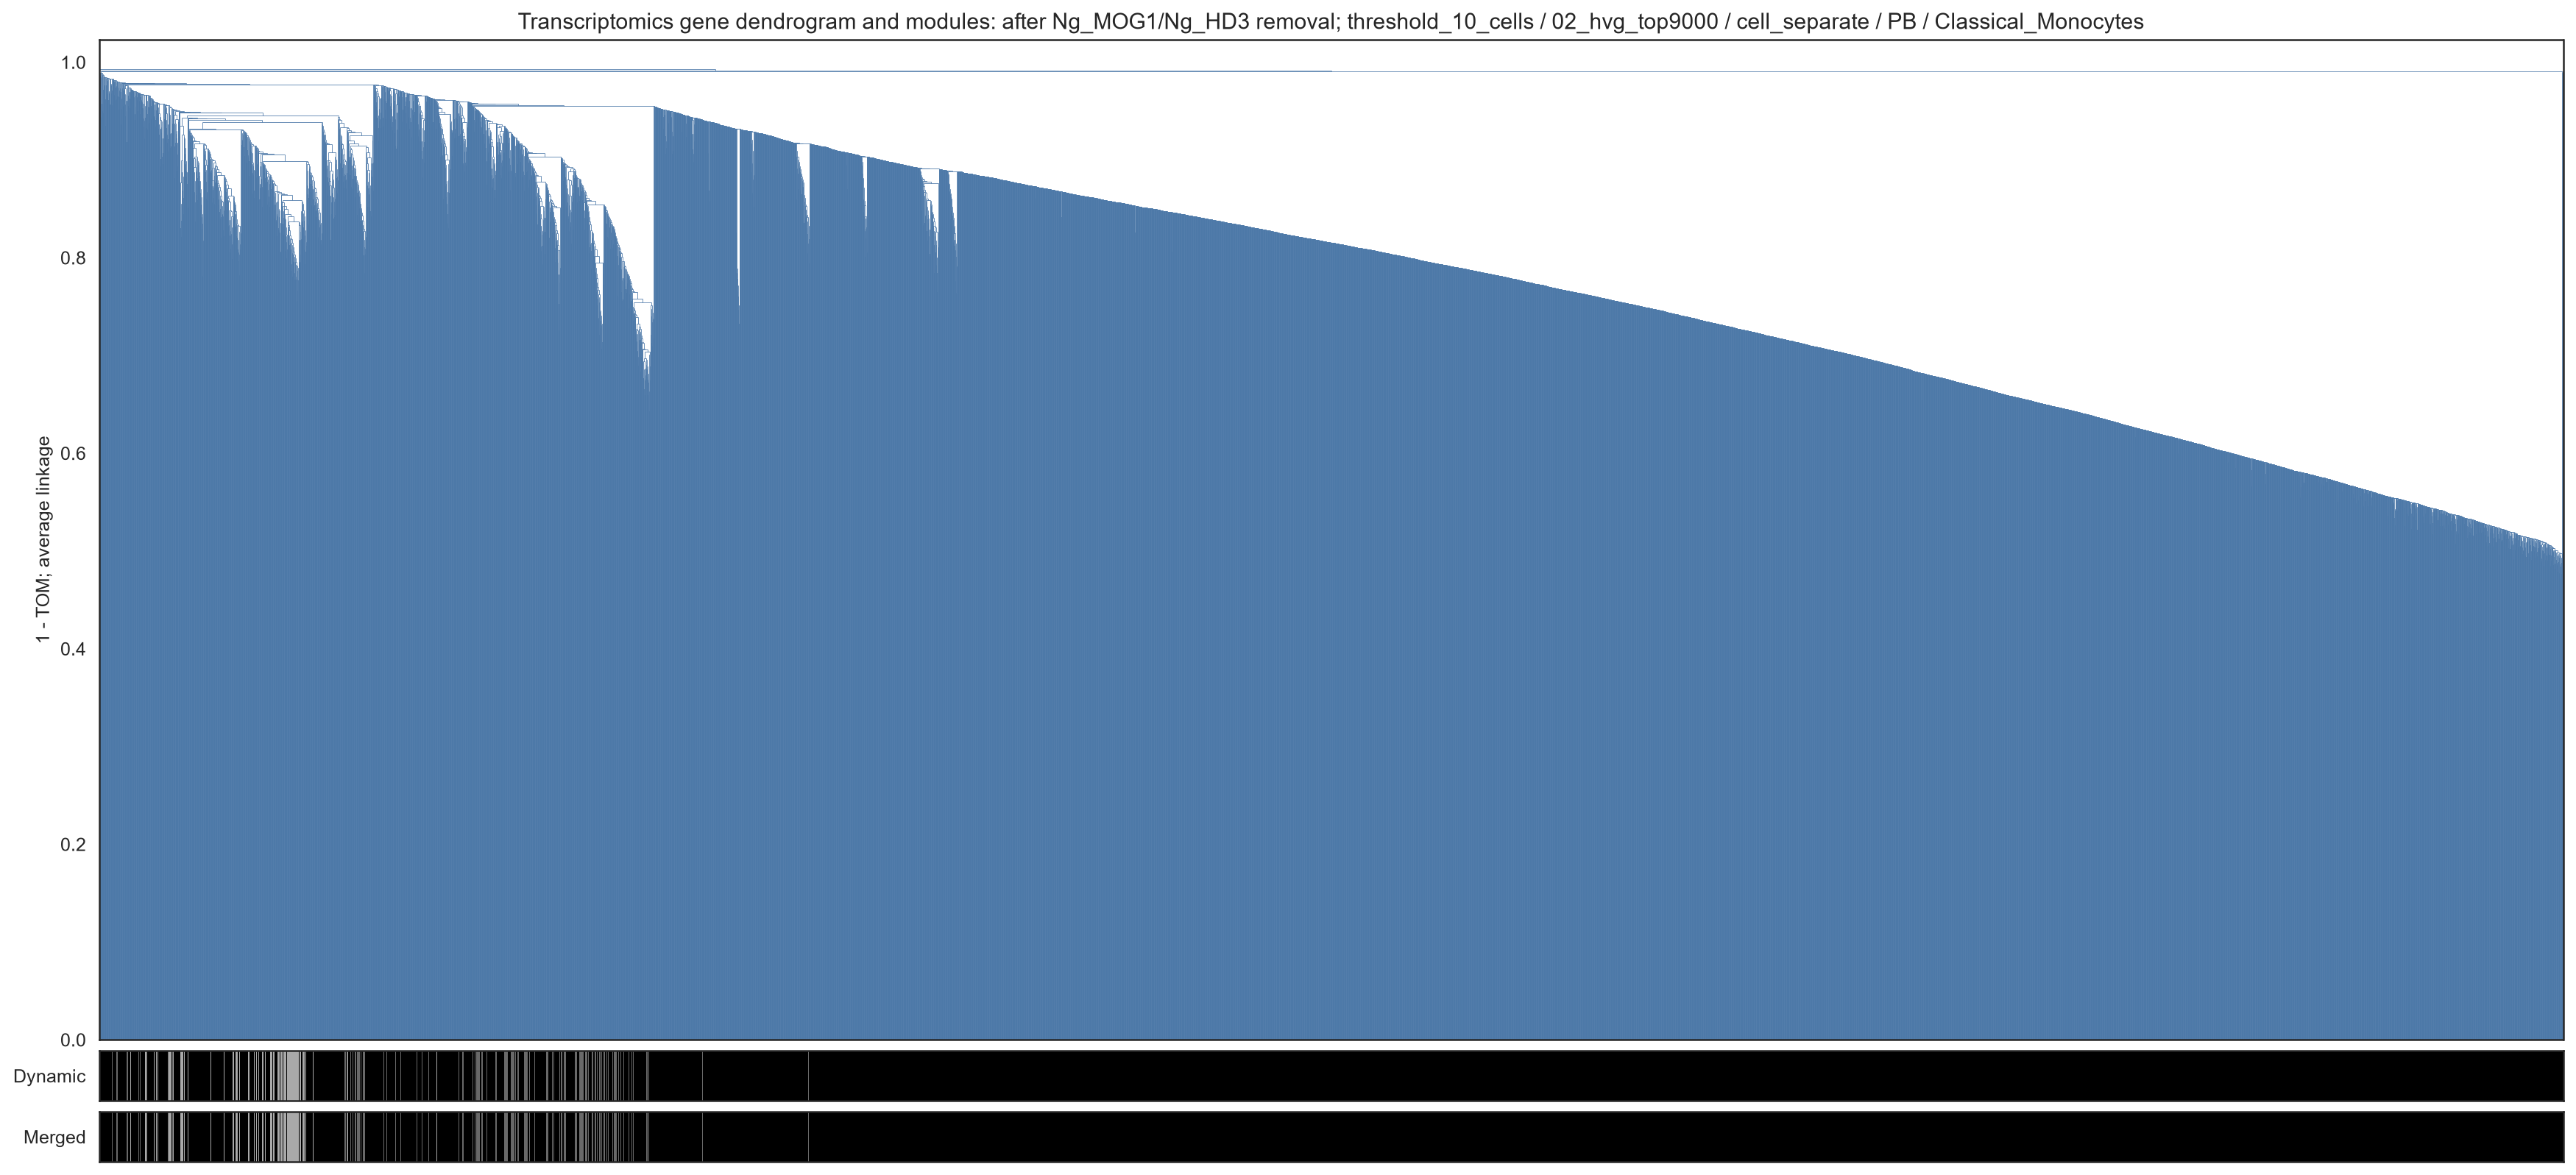 Transcriptomics gene dendrogram and modules: after Ng_MOG1/Ng_HD3 removal; threshold_10_cells / 02_hvg_top9000 / cell_separate / PB / Classical_Monocytes
1.0
0.8
0.6
0.4
0.2
0.0
1 - TOM; average linkage
Dynamic
Merged